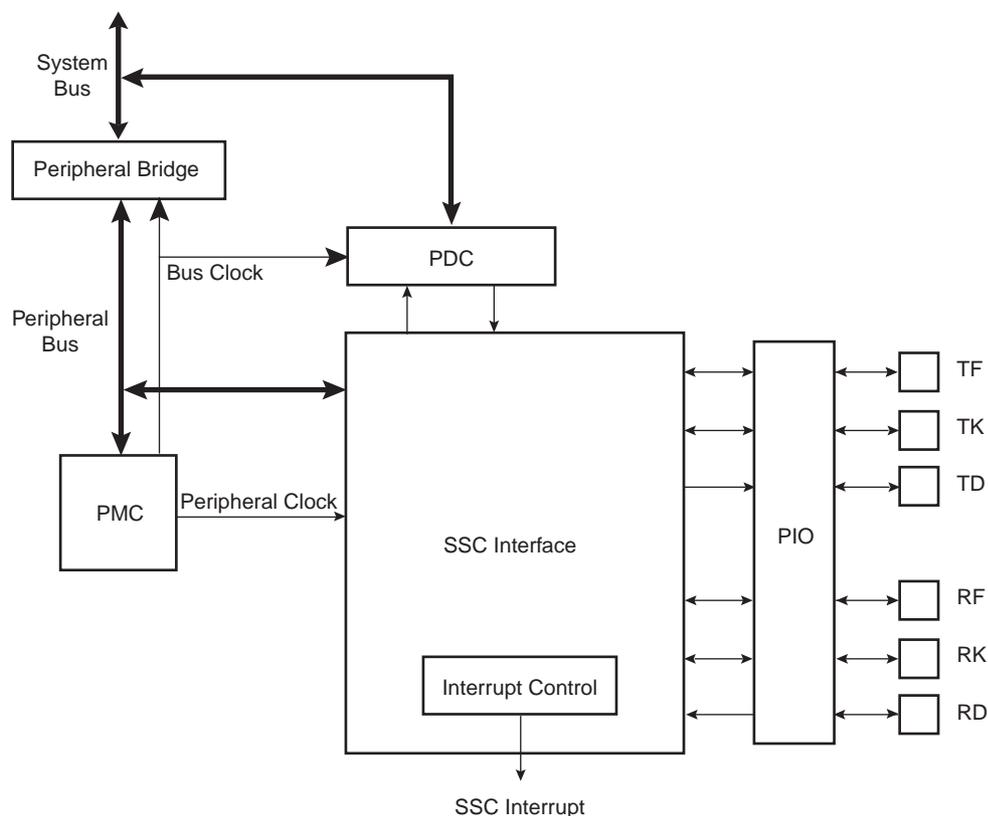 System
Bus
Peripheral Bridge
PDC
Bus Clock
Peripheral
Bus
TF
TK
PMC
Peripheral Clock
TD
SSC Interface
PIO
RF
RK
Interrupt Control
RD
SSC Interrupt